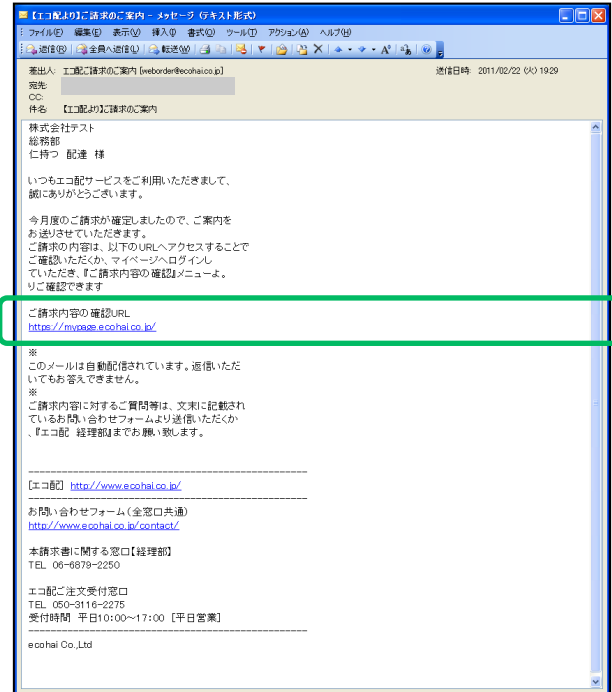 【エコ配より】ご請求のご案内 - メッセージ (テキスト形式)
ファイル(F) 編集(E) 表示(V) 挿入(I) 書式(O) ツール(T) アクション(A) ヘルプ(H)
返信(R) 全員へ返信(L) 転送(W)
差出人: エコ配ご請求のご案内 [weborder@ecohai.co.jp] 送信日時: 2011/02/22 (火) 19:29
宛先:
CC:
件名: 【エコ配より】ご請求のご案内
株式会社テスト
総務部
仁持つ 配達 様
いつもエコ配サービスをご利用いただきまして、
誠にありがとうございます。
今月度のご請求が確定しましたので、ご案内を
お送りさせていただきます。
ご請求の内容は、以下のURLへアクセスすることで
ご確認いただくか、マイページへログインし
ていただき、『ご請求内容の確認』メニューよ。
りご確認できます
ご請求内容の確認URL
https://mypage.ecohai.co.jp/
※
このメールは自動配信されています。返信いただ
いてもお答えできません。
※
ご請求内容に対するご質問等は、文末に記載され
ているお問い合わせフォームより送信いただくか
、『エコ配 経理部』までお願い致します。
--------------------------------------------------
[エコ配] http://www.ecohai.co.jp/
--------------------------------------------------
お問い合わせフォーム(全窓口共通)
http://www.ecohai.co.jp/contact/
本請求書に関する窓口【経理部】
TEL 06-6879-2250
エコ配ご注文受付窓口
TEL 050-3116-2275
受付時間 平日10:00~17:00 [平日営業]
--------------------------------------------------
ecohai Co.,Ltd